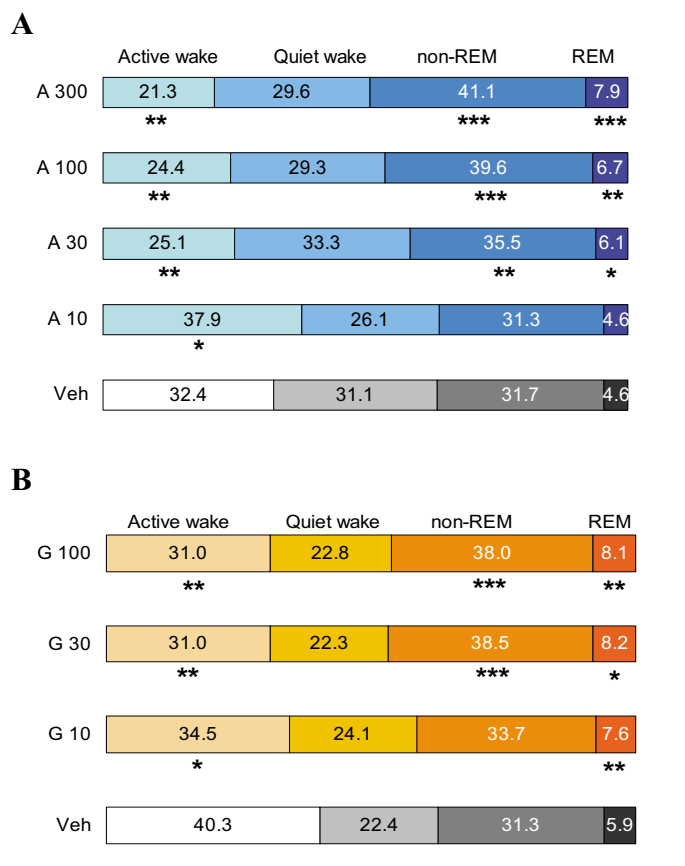 A
Active wake Quiet wake non-REM REM
A 300 21.3 29.6 41.1 7.9
** *** ***
A 100 24.4 29.3 39.6 6.7
** *** **
A 30 25.1 33.3 35.5 6.1
** ** *
A 10 37.9 26.1 31.3 4.6
*
Veh 32.4 31.1 31.7 4.6
B
Active wake Quiet wake non-REM REM
G 100 31.0 22.8 38.0 8.1
** *** **
G 30 31.0 22.3 38.5 8.2
** *** *
G 10 34.5 24.1 33.7 7.6
* **
Veh 40.3 22.4 31.3 5.9